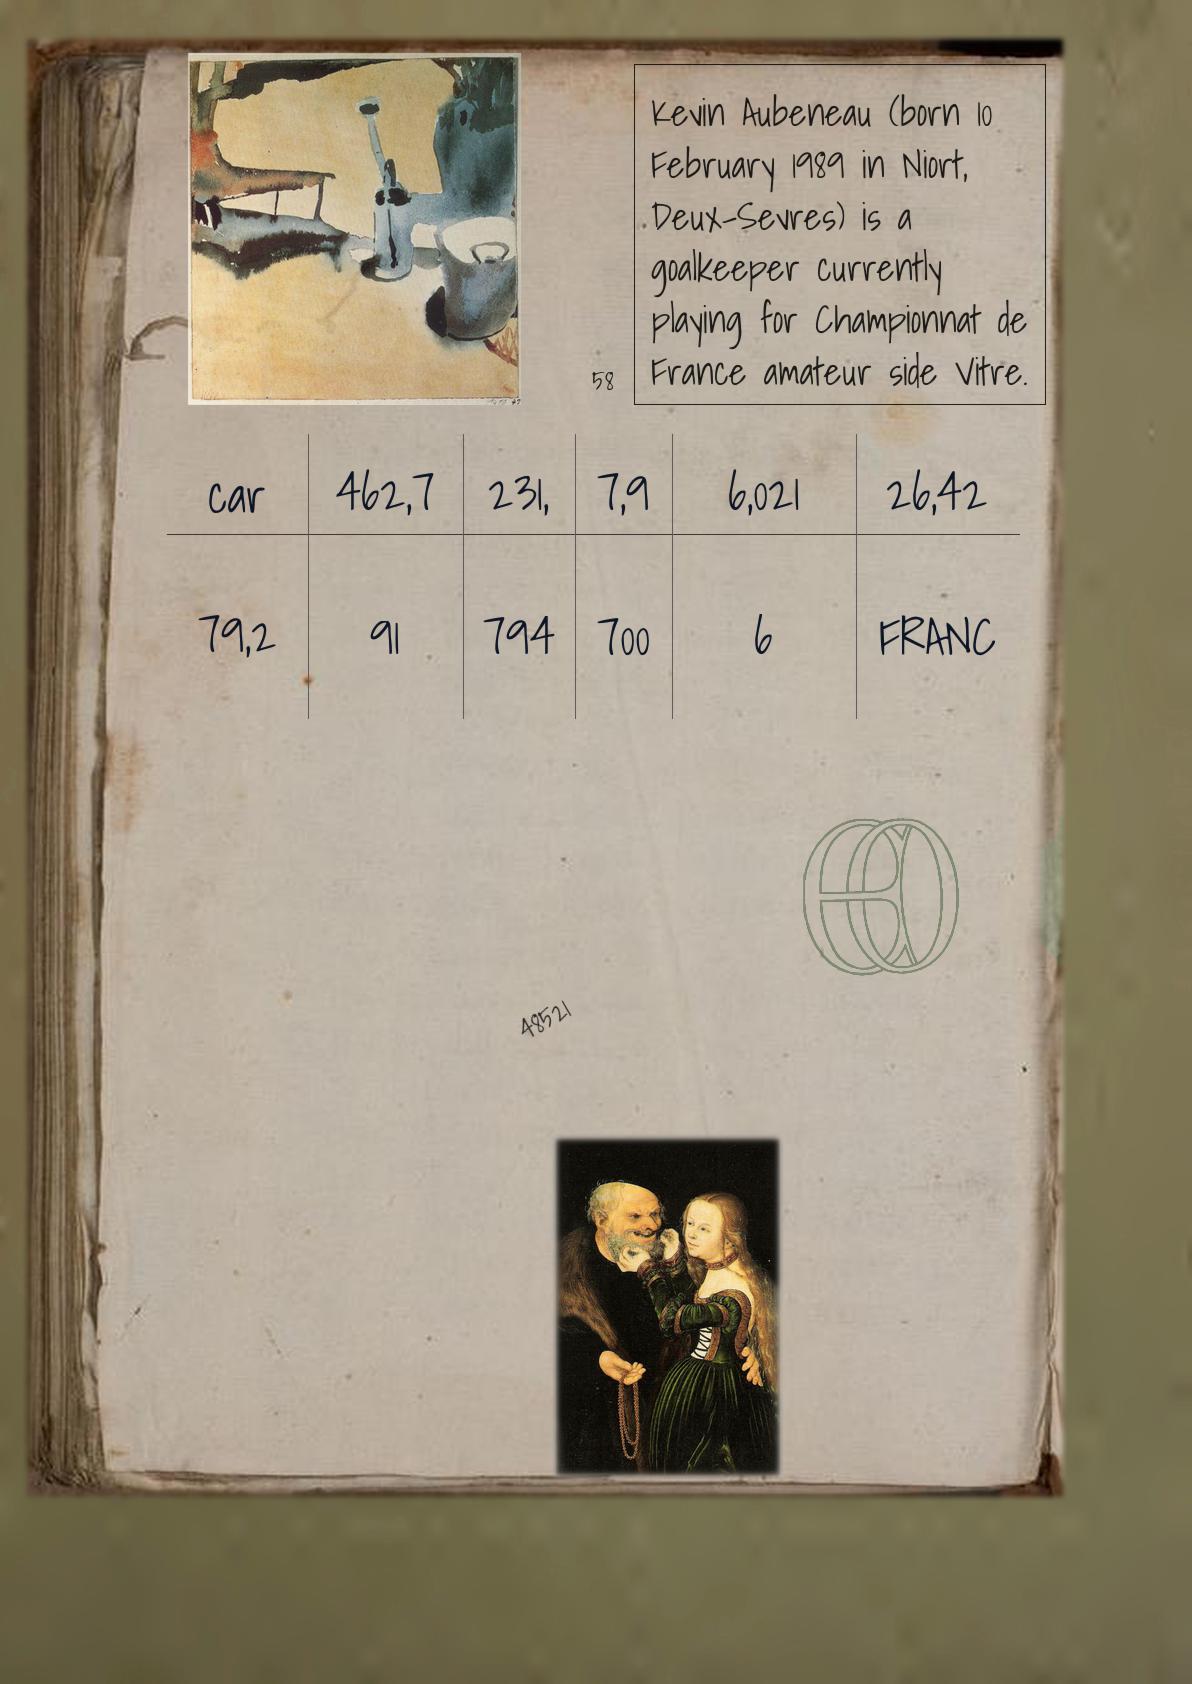 Kevin Aubeneau (born 10
February 1989 in Niort,
Deux-Sevres) is a
goalkeeper currently
playing for Championnat de
France amateur side Vitre.
58
car 462,7 231, 7,9 6,021 26,42
79,2 91 794 700 6 FRANC
48521